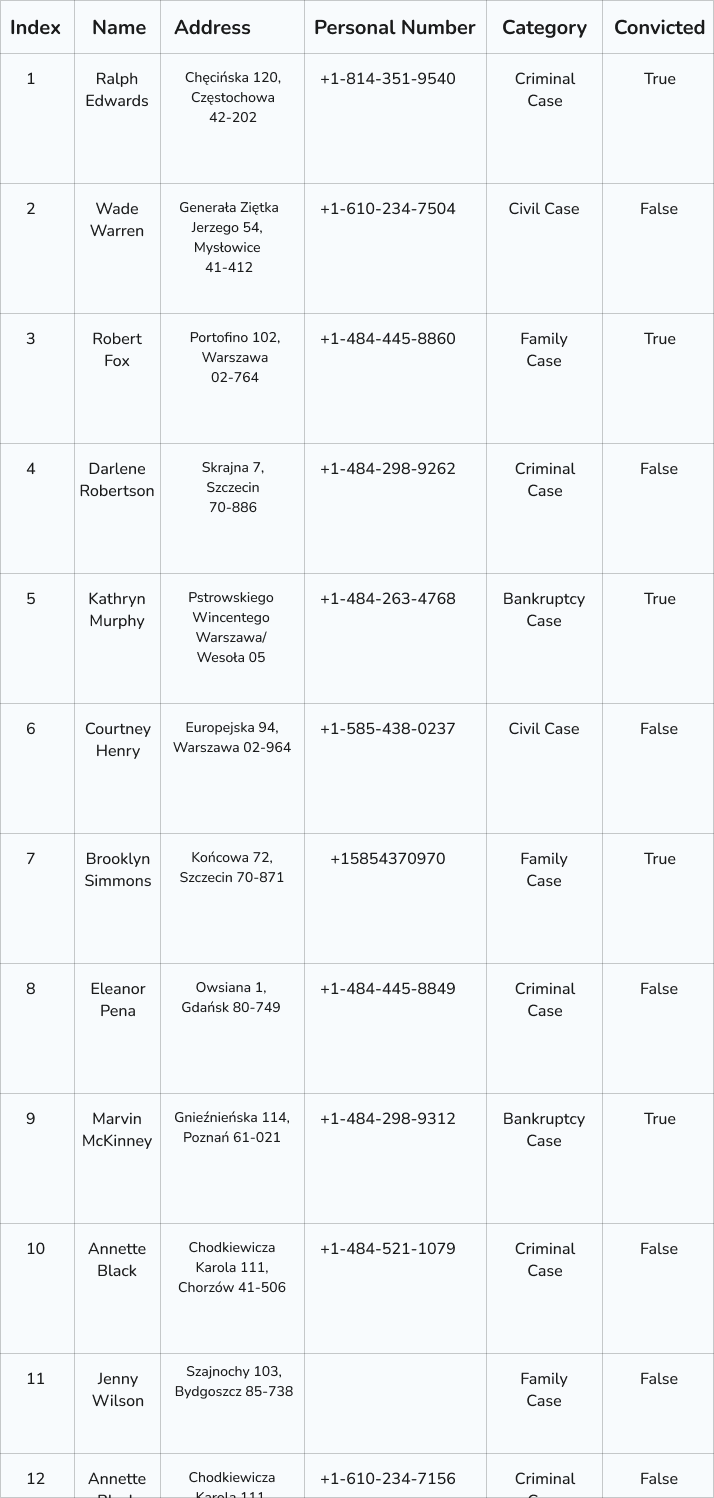 Index Name Address Personal Number Category Convicted
1 Ralph Chęcińska 120, +1-814-351-9540 Criminal True
Edwards Częstochowa Case
42-202
2 Wade Generała Ziętka +1-610-234-7504 Civil Case False
Warren Jerzego 54,
Mysłowice
41-412
3 Robert Portofino 102, +1-484-445-8860 Family True
Fox Warszawa Case
02-764
4 Darlene Skrajna 7, +1-484-298-9262 Criminal False
Robertson Szczecin Case
70-886
5 Kathryn Pstrowskiego +1-484-263-4768 Bankruptcy True
Murphy Wincentego Case
Warszawa/
Wesoła 05
6 Courtney Europejska 94, +1-585-438-0237 Civil Case False
Henry Warszawa 02-964
7 Brooklyn Końcowa 72, +15854370970 Family True
Simmons Szczecin 70-871 Case
8 Eleanor Owsiana 1, +1-484-445-8849 Criminal False
Pena Gdańsk 80-749 Case
9 Marvin Gnieźnieńska 114, +1-484-298-9312 Bankruptcy True
McKinney Poznań 61-021 Case
10 Annette Chodkiewicza +1-484-521-1079 Criminal False
Black Karola 111, Case
Chorzów 41-506
11 Jenny Szajnochy 103, Family False
Wilson Bydgoszcz 85-738 Case
12 Annette Chodkiewicza +1-610-234-7156 Criminal False
Black Karola 111, Case